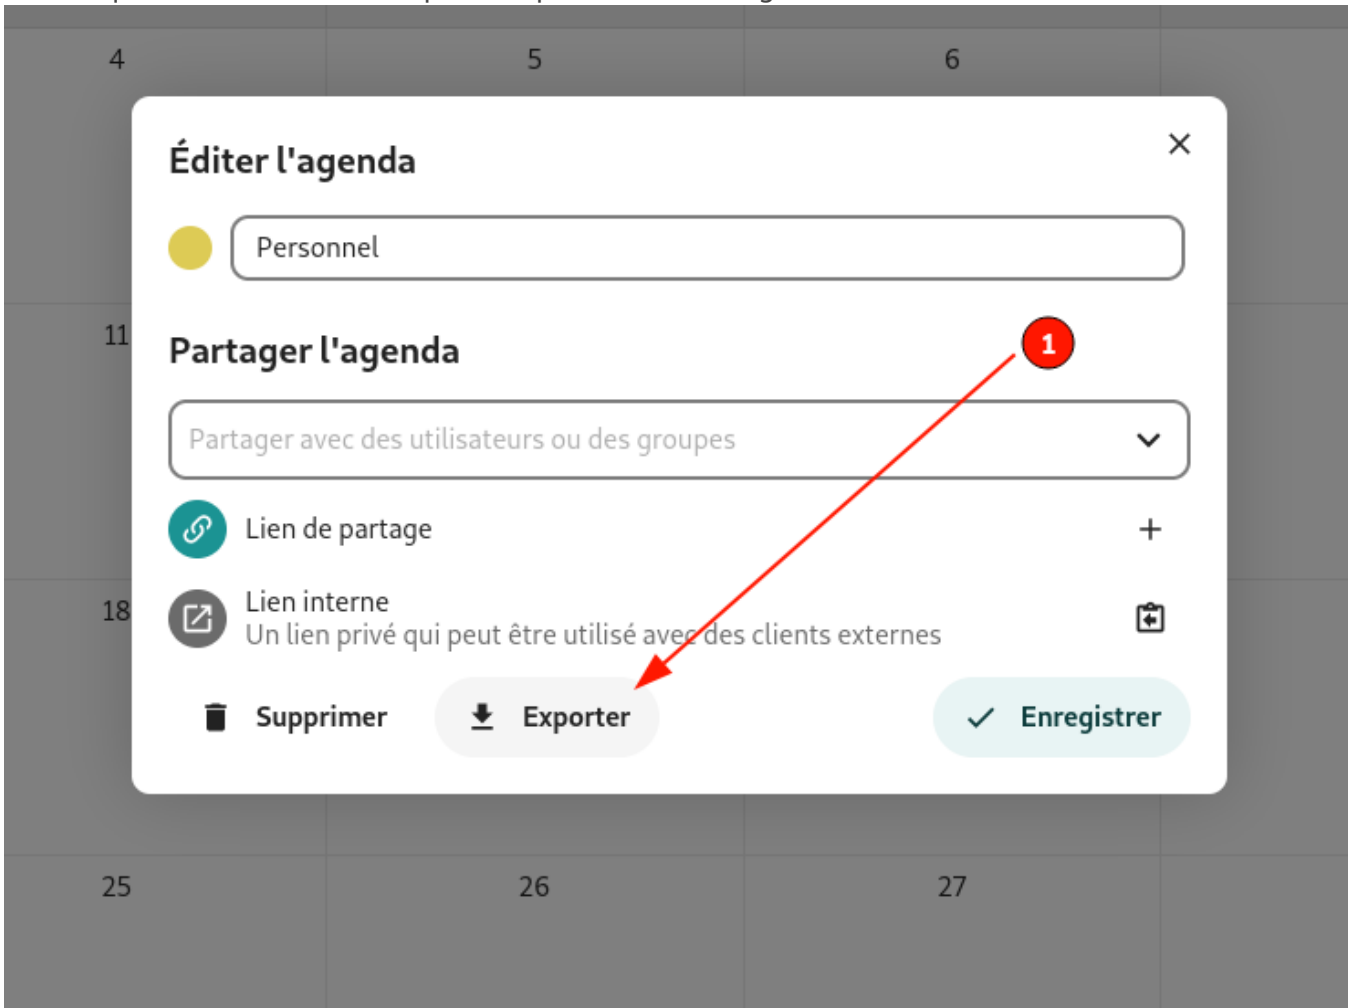 4 5 6
Éditer l'agenda
Personnel
11
Partager l'agenda
1
Partager avec des utilisateurs ou des groupes
Lien de partage
Lien interne
18
Un lien privé qui peut être utilisé avec des clients externes
Supprimer Exporter Enregistrer
25 26 27